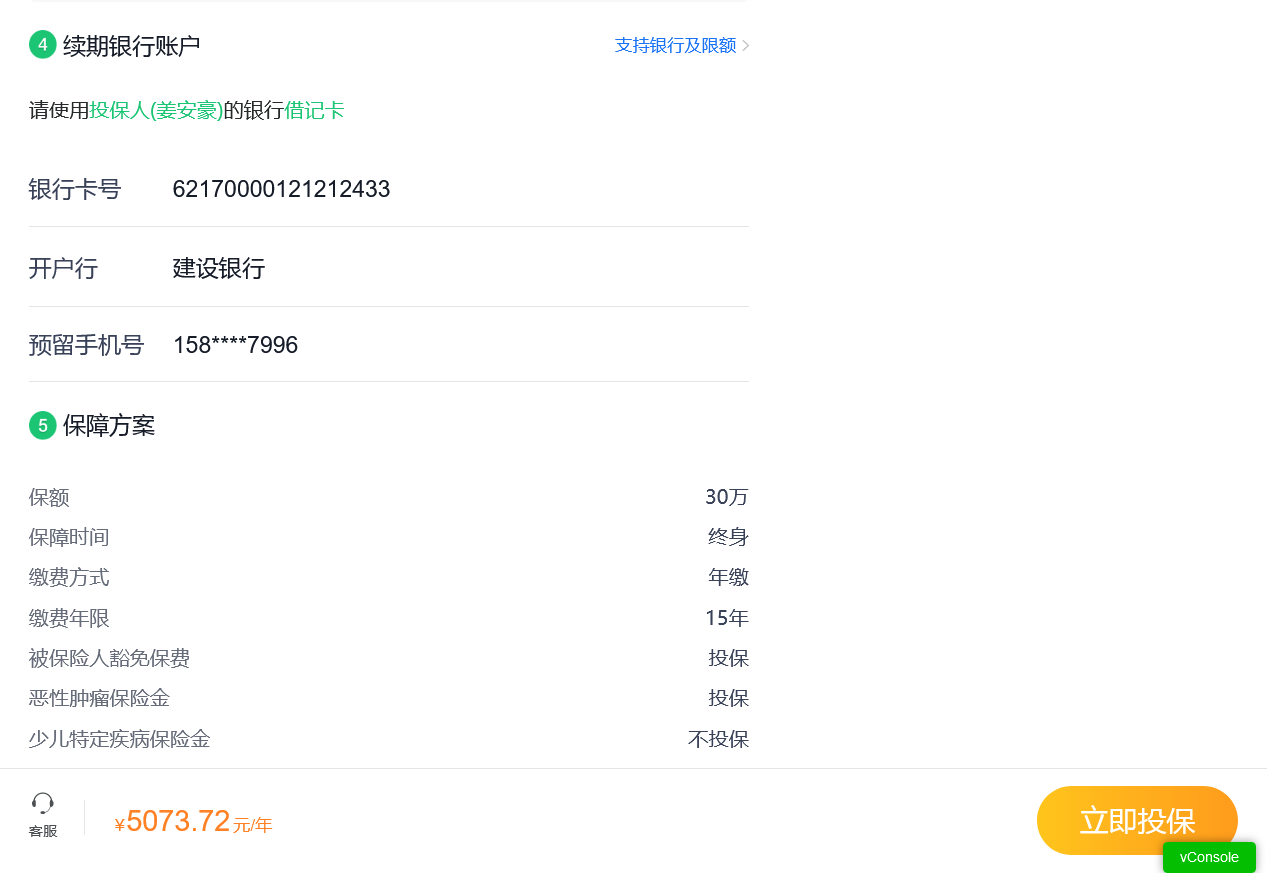 4 续期银行账户 支持银行及限额
请使用投保人(姜安豪)的银行借记卡
银行卡号 62170000121212433
开户行 建设银行
预留手机号 158****7996
5 保障方案
保额 30万
保障时间 终身
缴费方式 年缴
缴费年限 15年
被保险人豁免保费 投保
恶性肿瘤保险金 投保
少儿特定疾病保险金 不投保
客服 ¥5073.72元/年 立即投保
vConsole